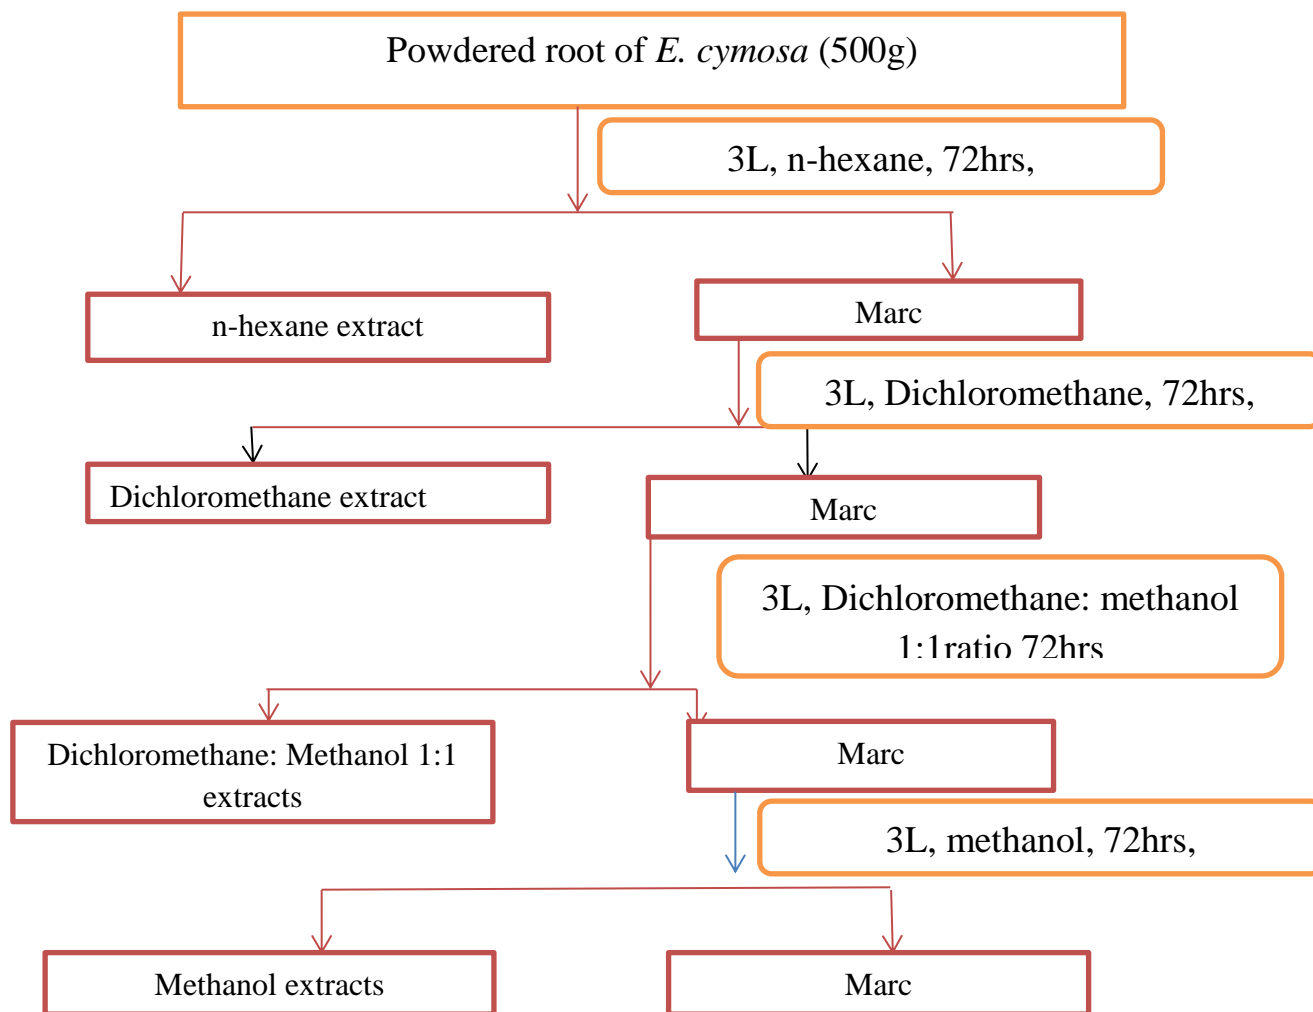 Powdered root of E. cymosa (500g)
3L, n-hexane, 72hrs,
n-hexane extract
Marc
3L, Dichloromethane, 72hrs,
Dichloromethane extract
Marc
3L, Dichloromethane: methanol
1:1ratio 72hrs
Dichloromethane: Methanol 1:1
extracts
Marc
3L, methanol, 72hrs,
Methanol extracts
Marc